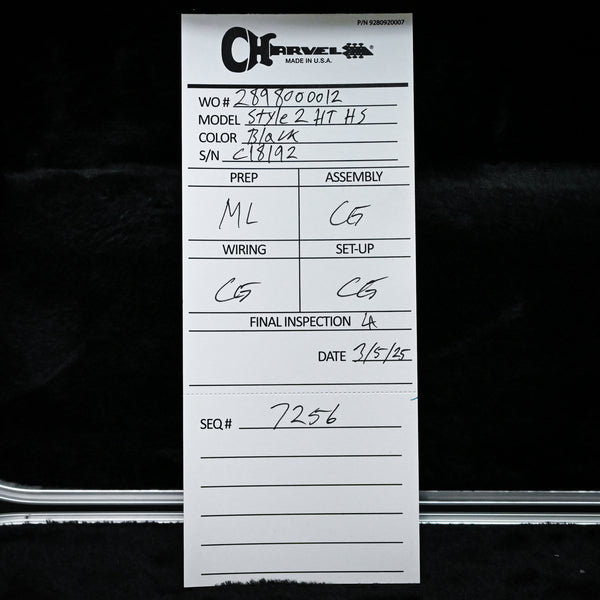 P/N 9280920007
CHARVEL®
MADE IN U.S.A.
WO # 2898000012
MODEL Style 2 HT HS
COLOR Black
S/N C18192
PREP ASSEMBLY
ML CG
WIRING SET-UP
CG CG
FINAL INSPECTION LA
DATE 3/5/25
SEQ # 7256